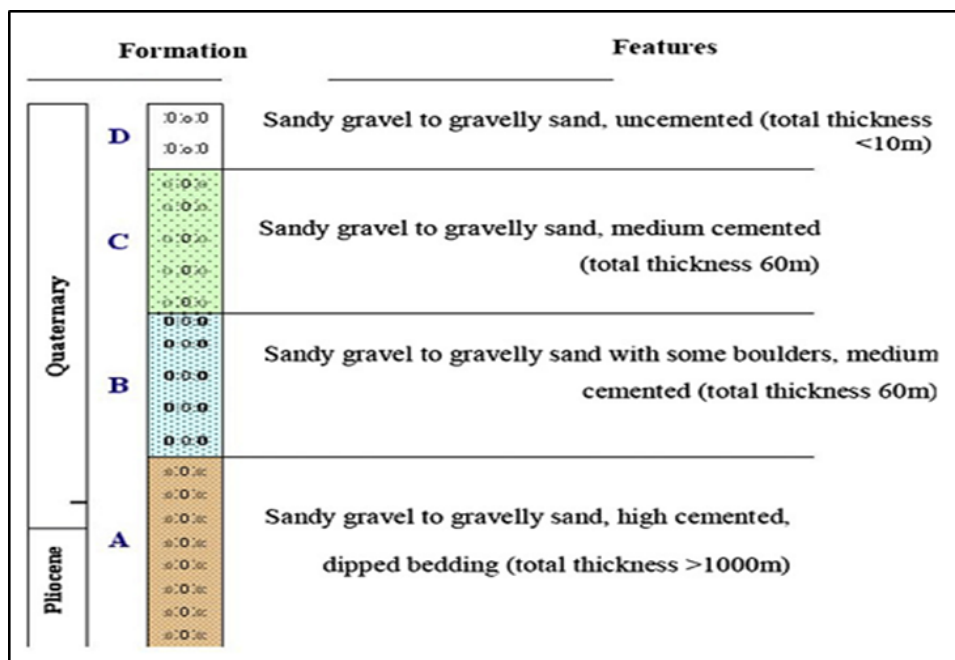 Formation Features
D Sandy gravel to gravelly sand, uncemented (total thickness
<10m)
C Sandy gravel to gravelly sand, medium cemented
(total thickness 60m)
Quaternary
B Sandy gravel to gravelly sand with some boulders, medium
cemented (total thickness 60m)
A Sandy gravel to gravelly sand, high cemented,
dipped bedding (total thickness >1000m)
Pliocene